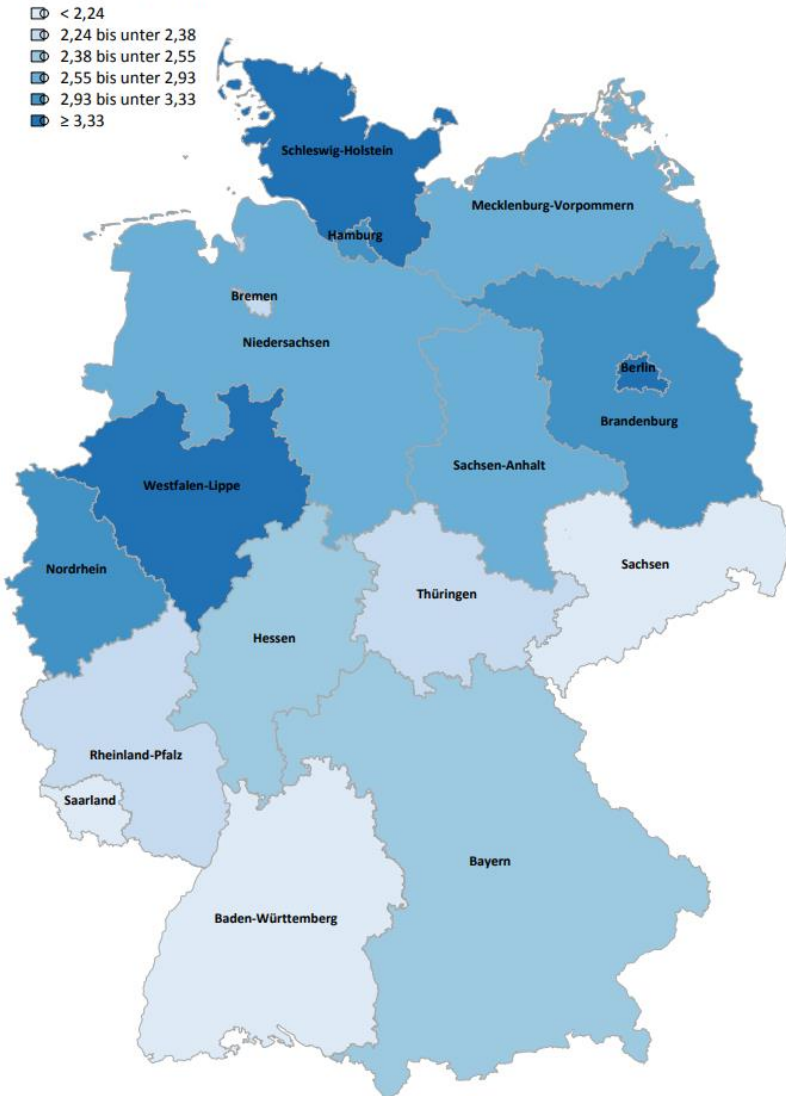 < 2,24
2,24 bis unter 2,38
2,38 bis unter 2,55
2,55 bis unter 2,93
2,93 bis unter 3,33
≥ 3,33
Schleswig-Holstein
Mecklenburg-Vorpommern
Hamburg
Bremen
Niedersachsen
Berlin
Brandenburg
Sachsen-Anhalt
Westfalen-Lippe
Nordrhein
Sachsen
Thüringen
Hessen
Rheinland-Pfalz
Saarland
Bayern
Baden-Württemberg